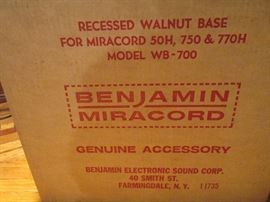 RECESSED WALNUT BASE
FOR MIRACORD 50H, 750 & 770H
MODEL WB-700
BENJAMIN
MIRACORD
GENUINE ACCESSORY
BENJAMIN ELECTRONIC SOUND CORP.
40 SMITH ST.
FARMINGDALE, N. Y. 11735